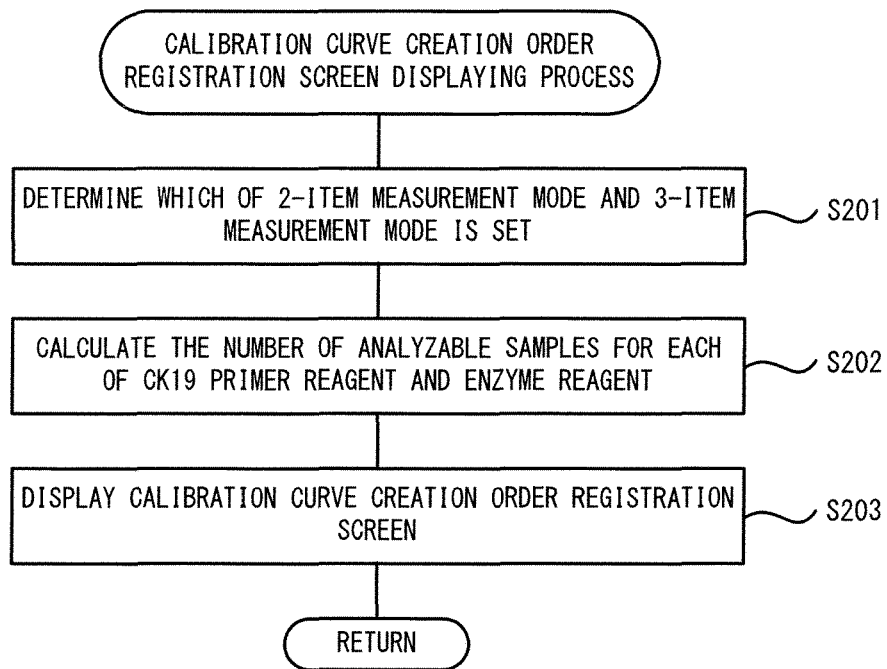 CALIBRATION CURVE CREATION ORDER
REGISTRATION SCREEN DISPLAYING PROCESS
DETERMINE WHICH OF 2-ITEM MEASUREMENT MODE AND 3-ITEM
MEASUREMENT MODE IS SET
S201
CALCULATE THE NUMBER OF ANALYZABLE SAMPLES FOR EACH
OF CK19 PRIMER REAGENT AND ENZYME REAGENT
S202
DISPLAY CALIBRATION CURVE CREATION ORDER REGISTRATION
SCREEN
S203
RETURN